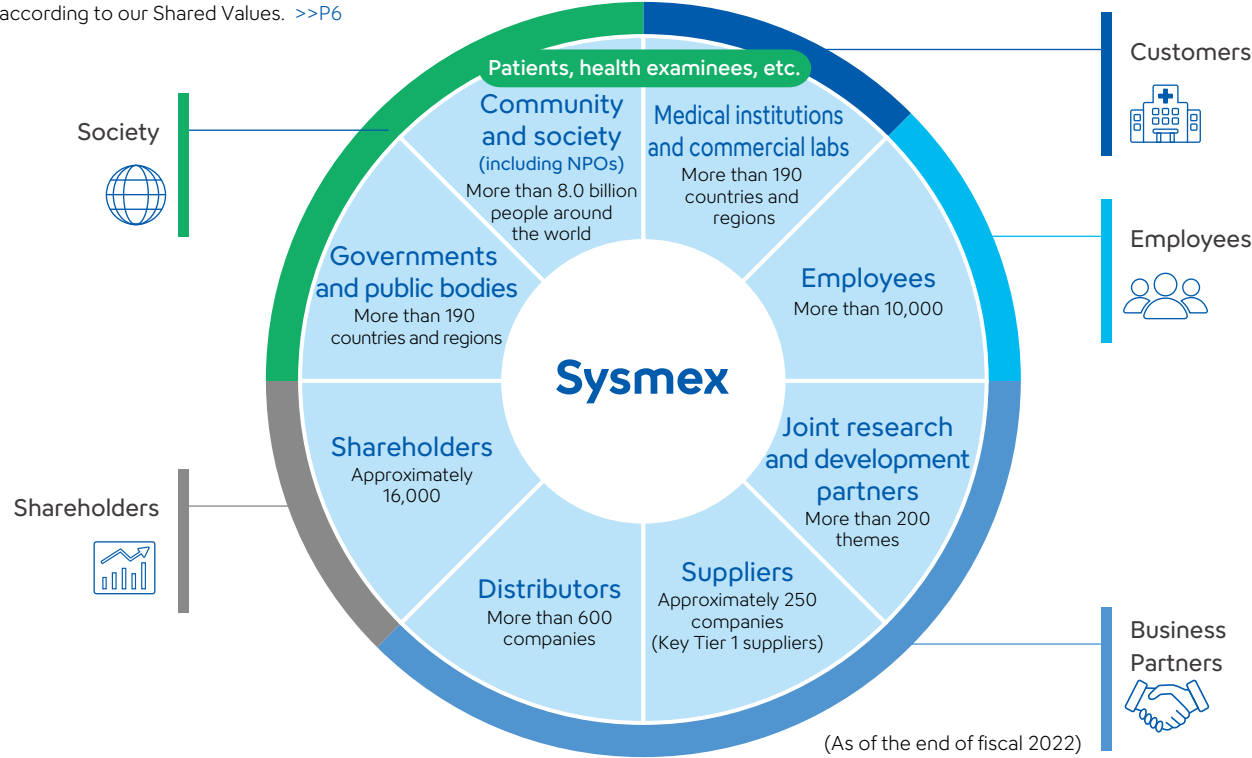 according to our Shared Values. >>P6
Patients, health examinees, etc.
Customers
Society
Community
and society
(including NPOs)
More than 8.0 billion
people around
the world
Medical institutions
and commercial labs
More than 190
countries and
regions
Employees
Governments
and public bodies
More than 190
countries and regions
Employees
More than 10,000
Sysmex
Shareholders
Shareholders
Approximately
16,000
Joint research
and development
partners
More than 200
themes
Distributors
More than 600
companies
Suppliers
Approximately 250
companies
(Key Tier 1 suppliers)
Business
Partners
(As of the end of fiscal 2022)